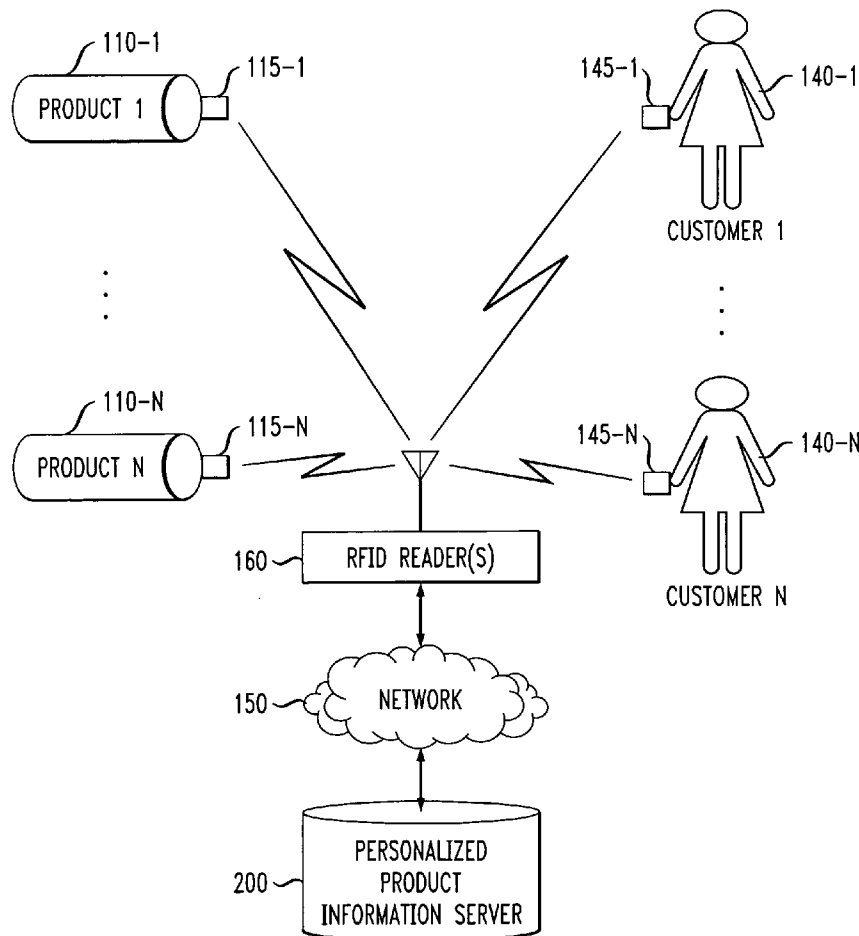 110-1
115-1
PRODUCT 1
145-1
140-1
CUSTOMER 1
110-N
115-N
PRODUCT N
145-N
140-N
CUSTOMER N
160
RFID READER(S)
150
NETWORK
200
PERSONALIZED
PRODUCT
INFORMATION SERVER